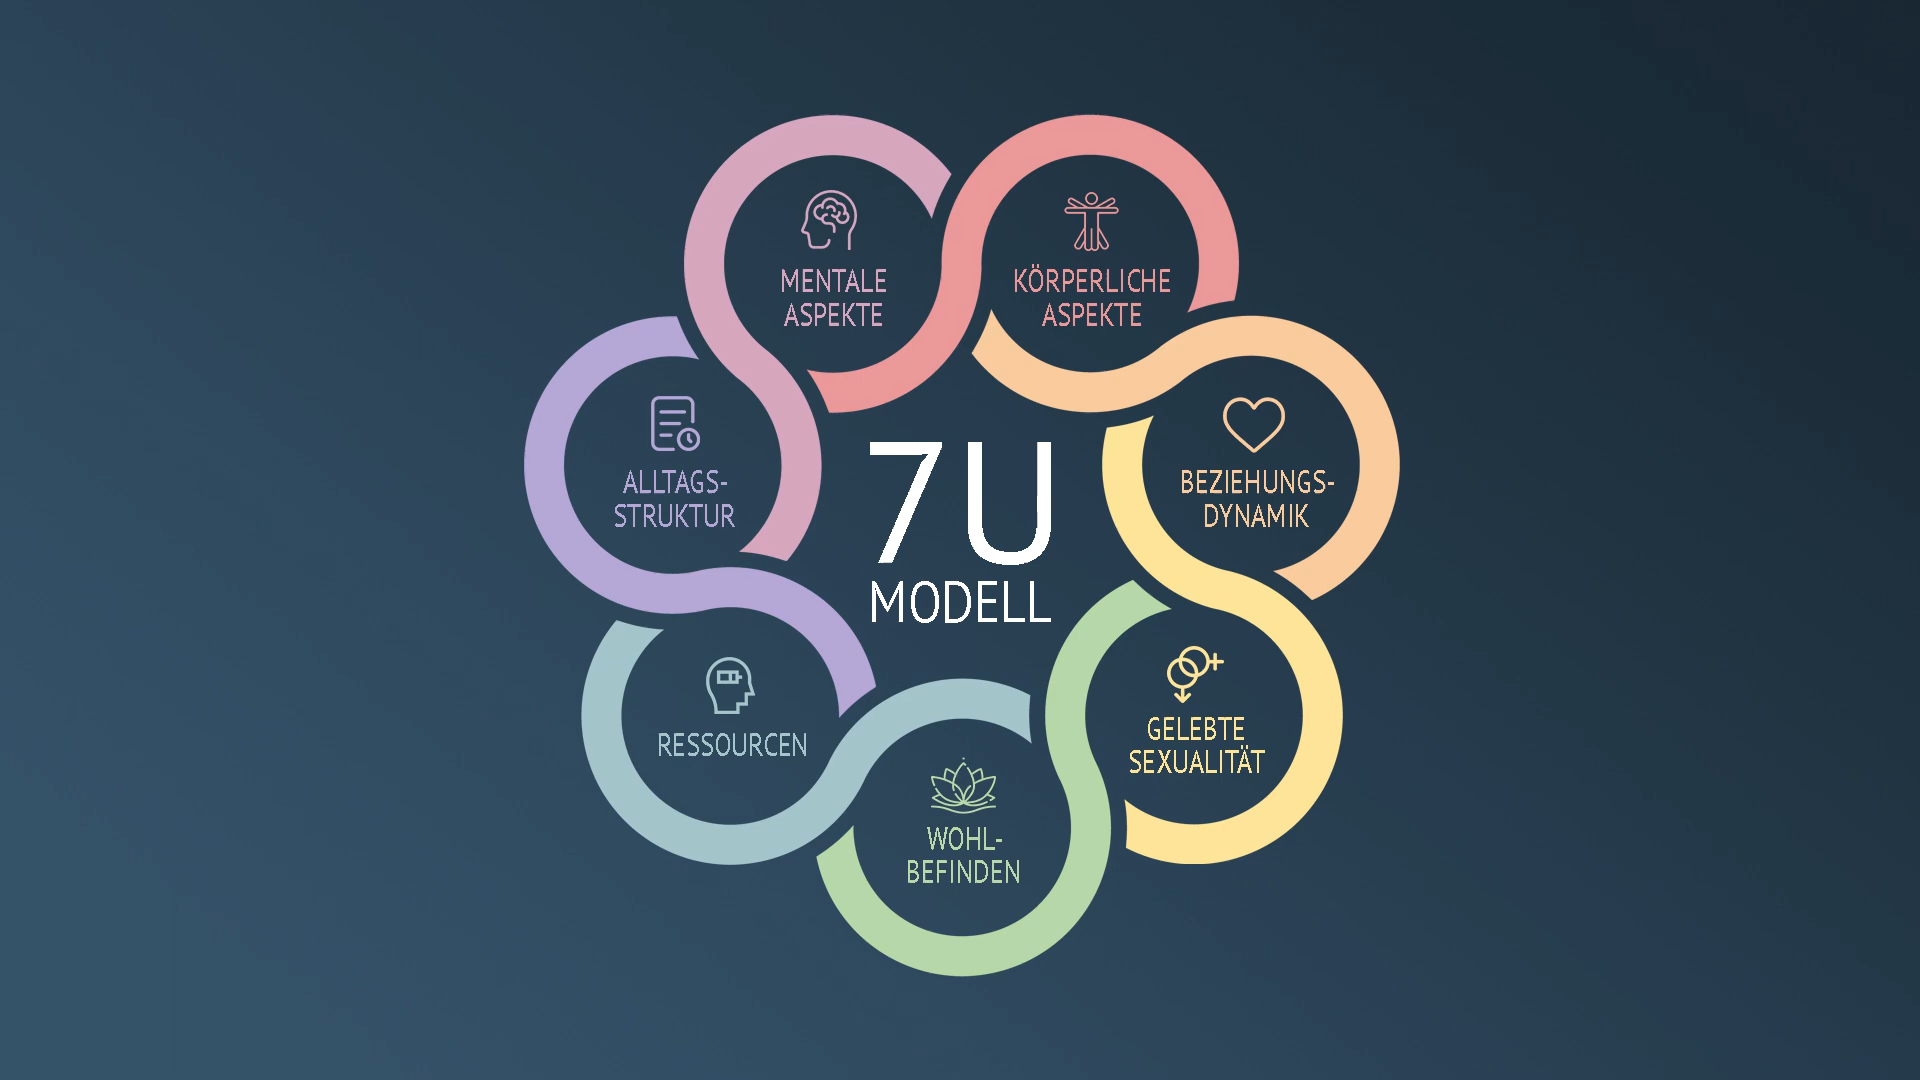 MENTALE
ASPEKTE
KÖRPERLICHE
ASPEKTE
ALLTAGS-
STRUKTUR
7U
MODELL
BEZIEHUNGS-
DYNAMIK
RESSOURCEN
GELEBTE
SEXUALITÄT
WOHL-
BEFINDEN